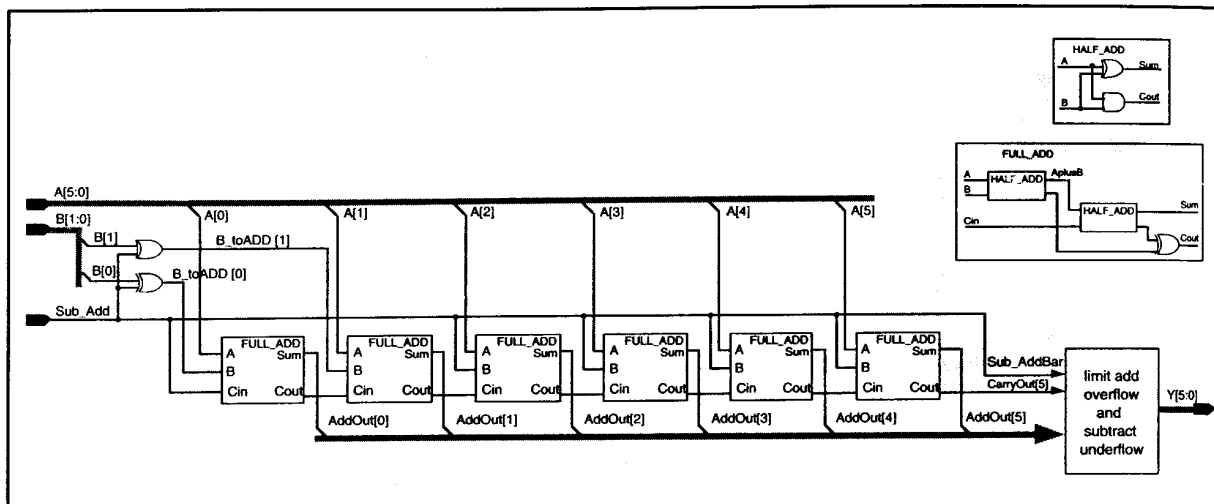 HALF_ADD
A
Sum
B
Cout
FULL_ADD
A
HALF_ADD
AplusB
B
HALF_ADD
Sum
Cin
Cout
A[5:0]
A[0]
A[1]
A[2]
A[3]
A[4]
A[5]
B[1:0]
B[1]
B_toADD [1]
B[0]
B_toADD [0]
Sub_Add
FULL_ADD
A
Sum
B
Cin
Cout
FULL_ADD
A
Sum
B
Cin
Cout
FULL_ADD
A
Sum
B
Cin
Cout
FULL_ADD
A
Sum
B
Cin
Cout
FULL_ADD
A
Sum
B
Cin
Cout
FULL_ADD
A
Sum
B
Cin
Cout
Sub_AddBar
CarryOut[5]
limit add
overflow
and
subtract
underflow
Y[5:0]
AddOut[0]
AddOut[1]
AddOut[2]
AddOut[3]
AddOut[4]
AddOut[5]